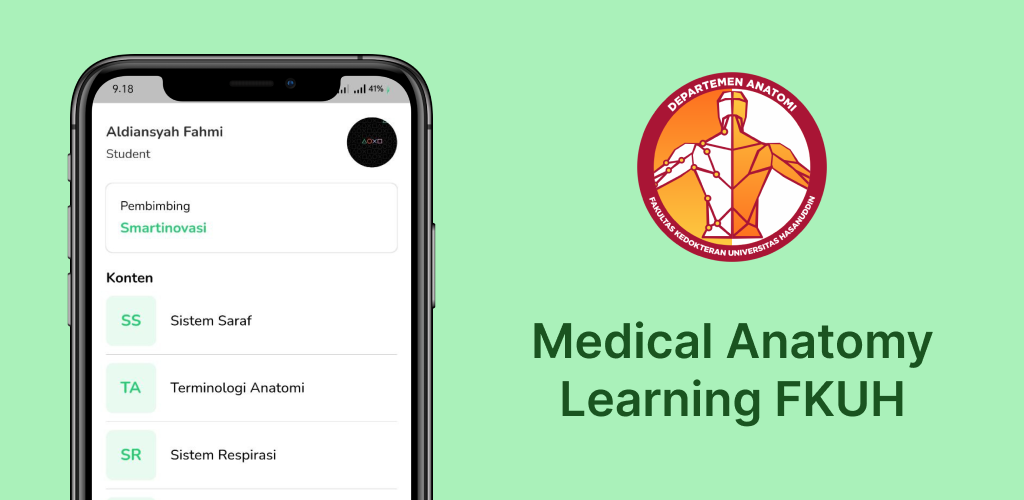 9.18
41%
Aldiansyah Fahmi
Student
Pembimbing
Smartinovasi
Konten
SS
Sistem Saraf
TA
Terminologi Anatomi
SR
Sistem Respirasi
DEPARTEMEN ANATOMI
FAKULTAS KEDOKTERAN UNIVERSITAS HASANUDDIN
Medical Anatomy
Learning FKUH